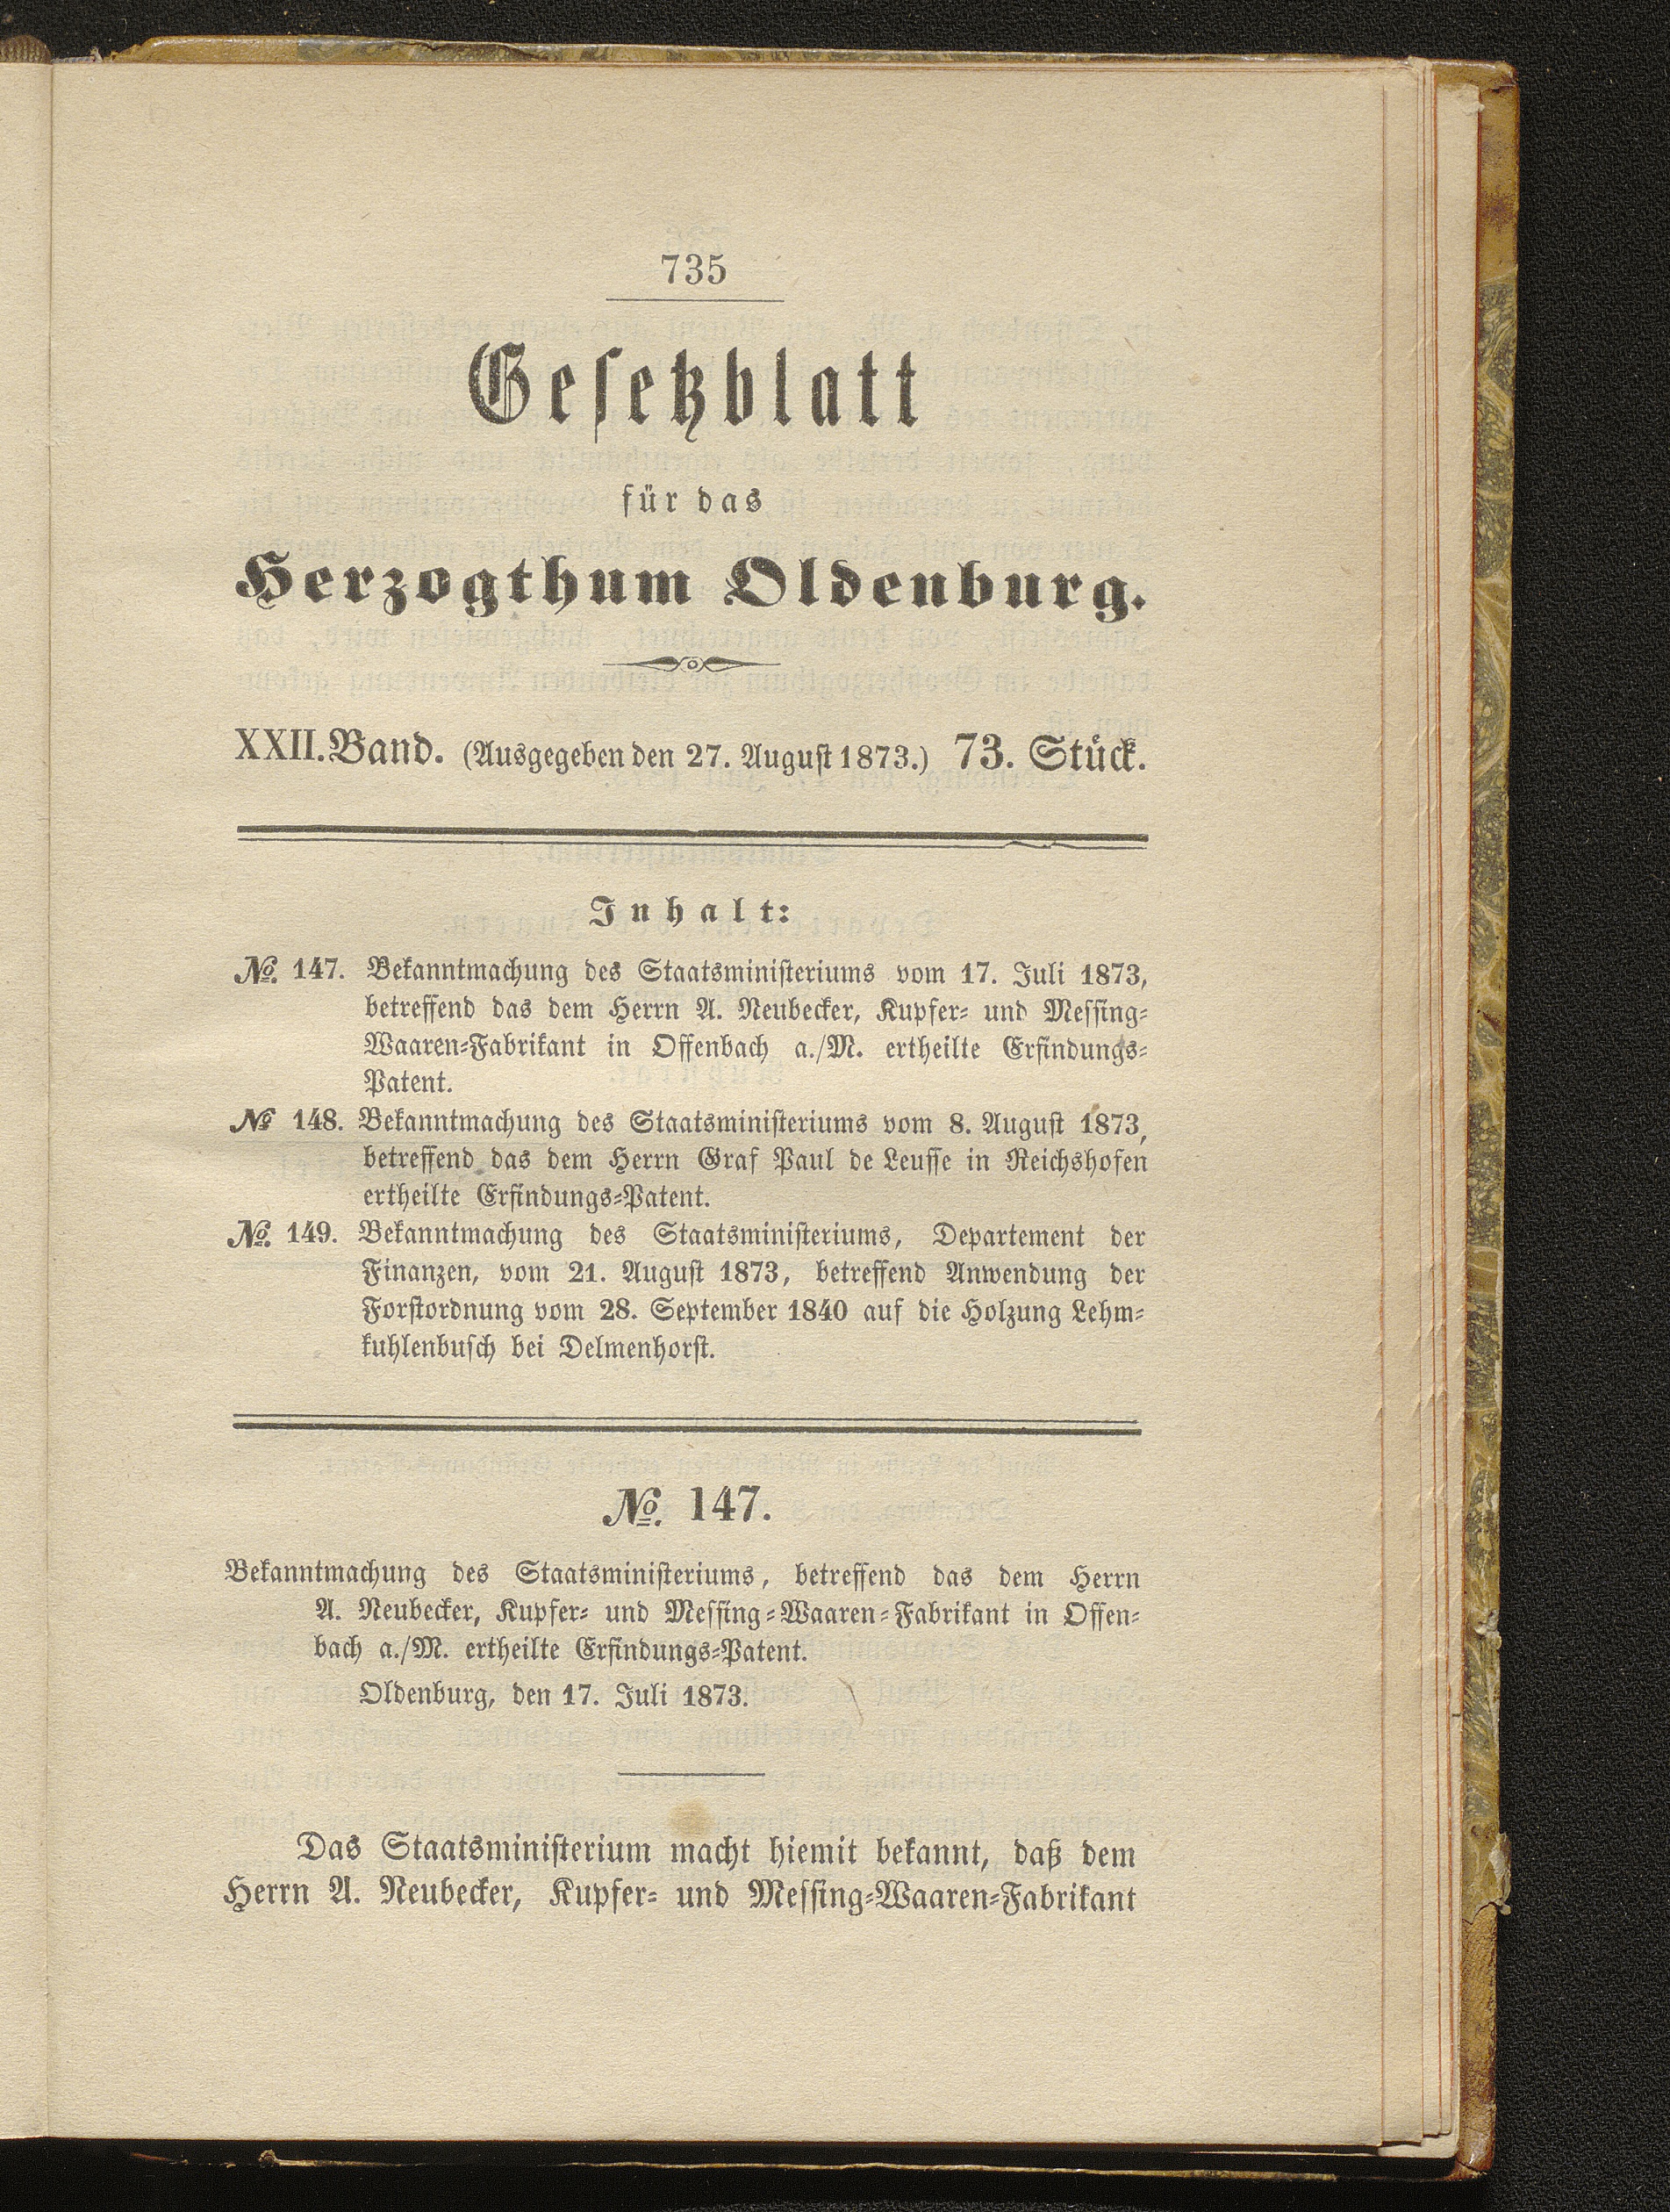 735
Gesetzblatt
für das
Herzogthum Oldenburg.
XXII. Band. (Ausgegeben den 27. August 1873.) 73. Stück.
Inhalt:
№. 147. Bekanntmachung des Staatsministeriums vom 17. Juli 1873,
betreffend das dem Herrn A. Neubecker, Kupfer- und Messing-
Waaren-Fabrikant in Offenbach a./M. ertheilte Erfindungs-
Patent.
№ 148. Bekanntmachung des Staatsministeriums vom 8. August 1873,
betreffend das dem Herrn Graf Paul de Leusse in Reichshofen
ertheilte Erfindungs-Patent.
№. 149. Bekanntmachung des Staatsministeriums, Departement der
Finanzen, vom 21. August 1873, betreffend Anwendung der
Forstordnung vom 28. September 1840 auf die Holzung Lehm-
kuhlenbusch bei Delmenhorst.
№. 147.
Bekanntmachung des Staatsministeriums, betreffend das dem Herrn
A. Neubecker, Kupfer- und Messing-Waaren-Fabrikant in Offen-
bach a./M. ertheilte Erfindungs-Patent.
Oldenburg, den 17. Juli 1873.
Das Staatsministerium macht hiemit bekannt, daß dem
Herrn A. Neubecker, Kupfer- und Messing-Waaren-Fabrikant